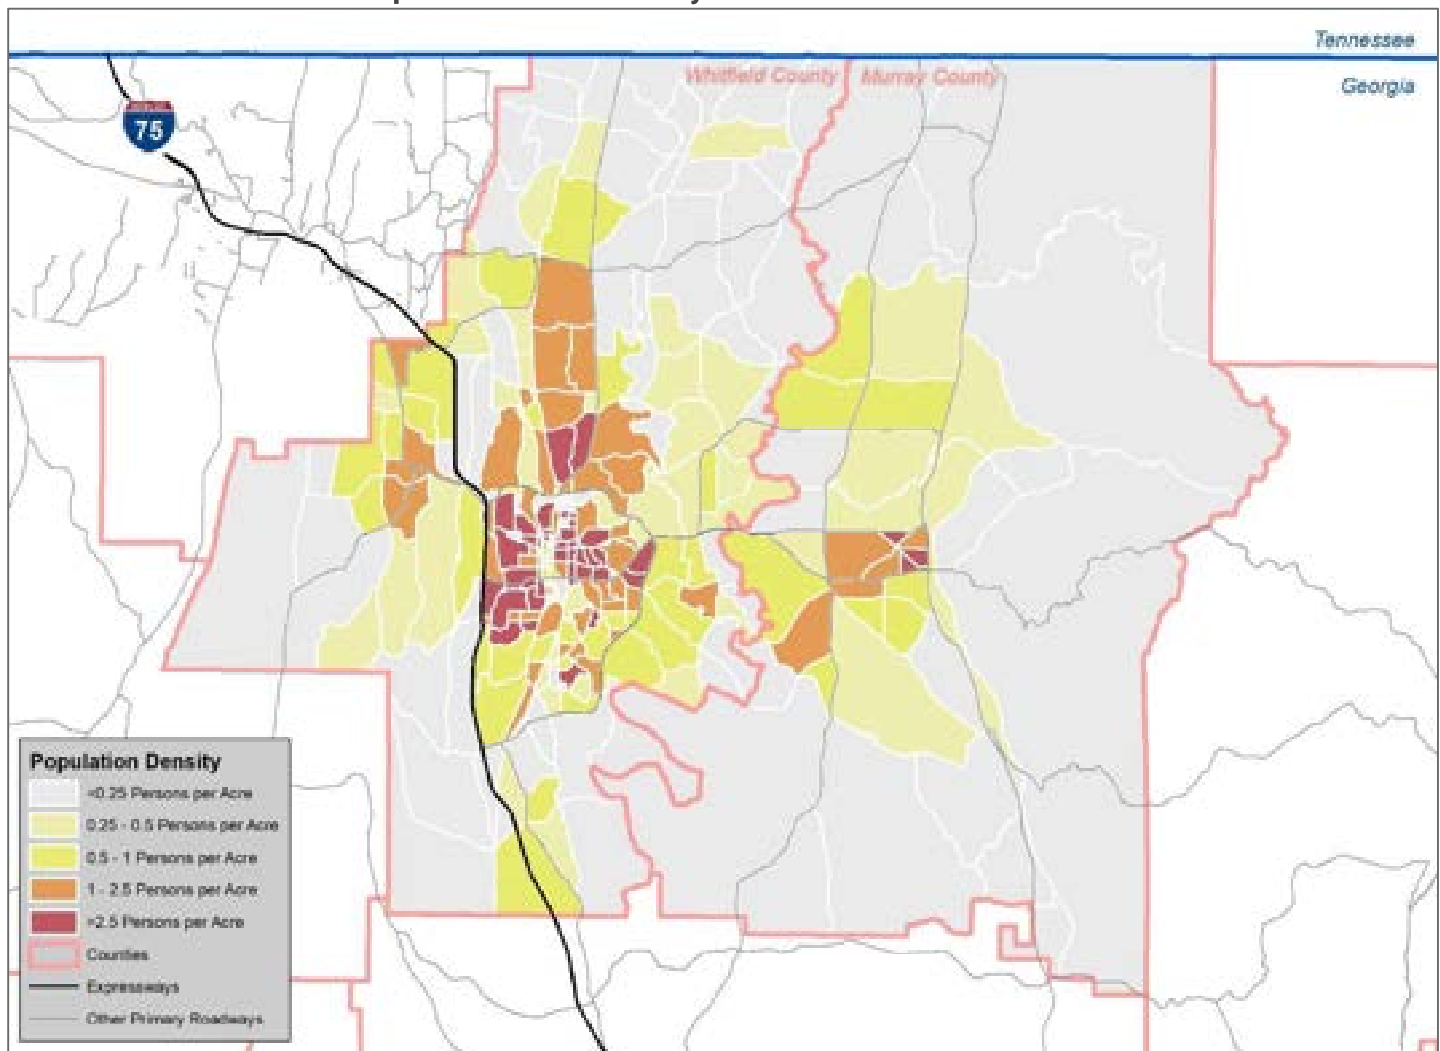 Tennessee
Whitfield County
Murray County
Georgia
75
Population Density
<0.25 Persons per Acre
0.25 - 0.5 Persons per Acre
0.5 - 1 Persons per Acre
1 - 2.5 Persons per Acre
>2.5 Persons per Acre
Counties
Expressways
Other Primary Roadways